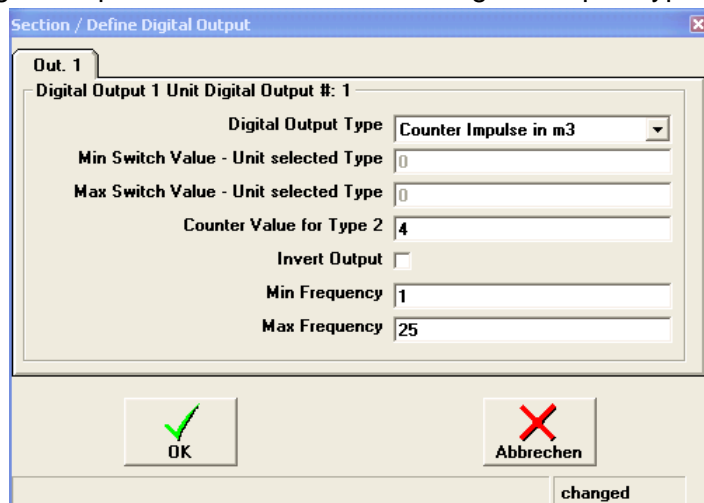 Section / Define Digital Output
Out. 1
Digital Output 1 Unit Digital Output #: 1
Digital Output Type Counter Impulse in m3
Min Switch Value - Unit selected Type 0
Max Switch Value - Unit selected Type 0
Counter Value for Type 2 4
Invert Output
Min Frequency 1
Max Frequency 25
OK Abbrechen
changed